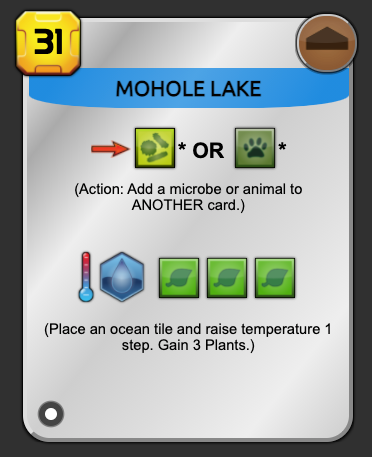 31
MOHOLE LAKE
* OR *
(Action: Add a microbe or animal to
ANOTHER card.)
(Place an ocean tile and raise temperature 1
step. Gain 3 Plants.)